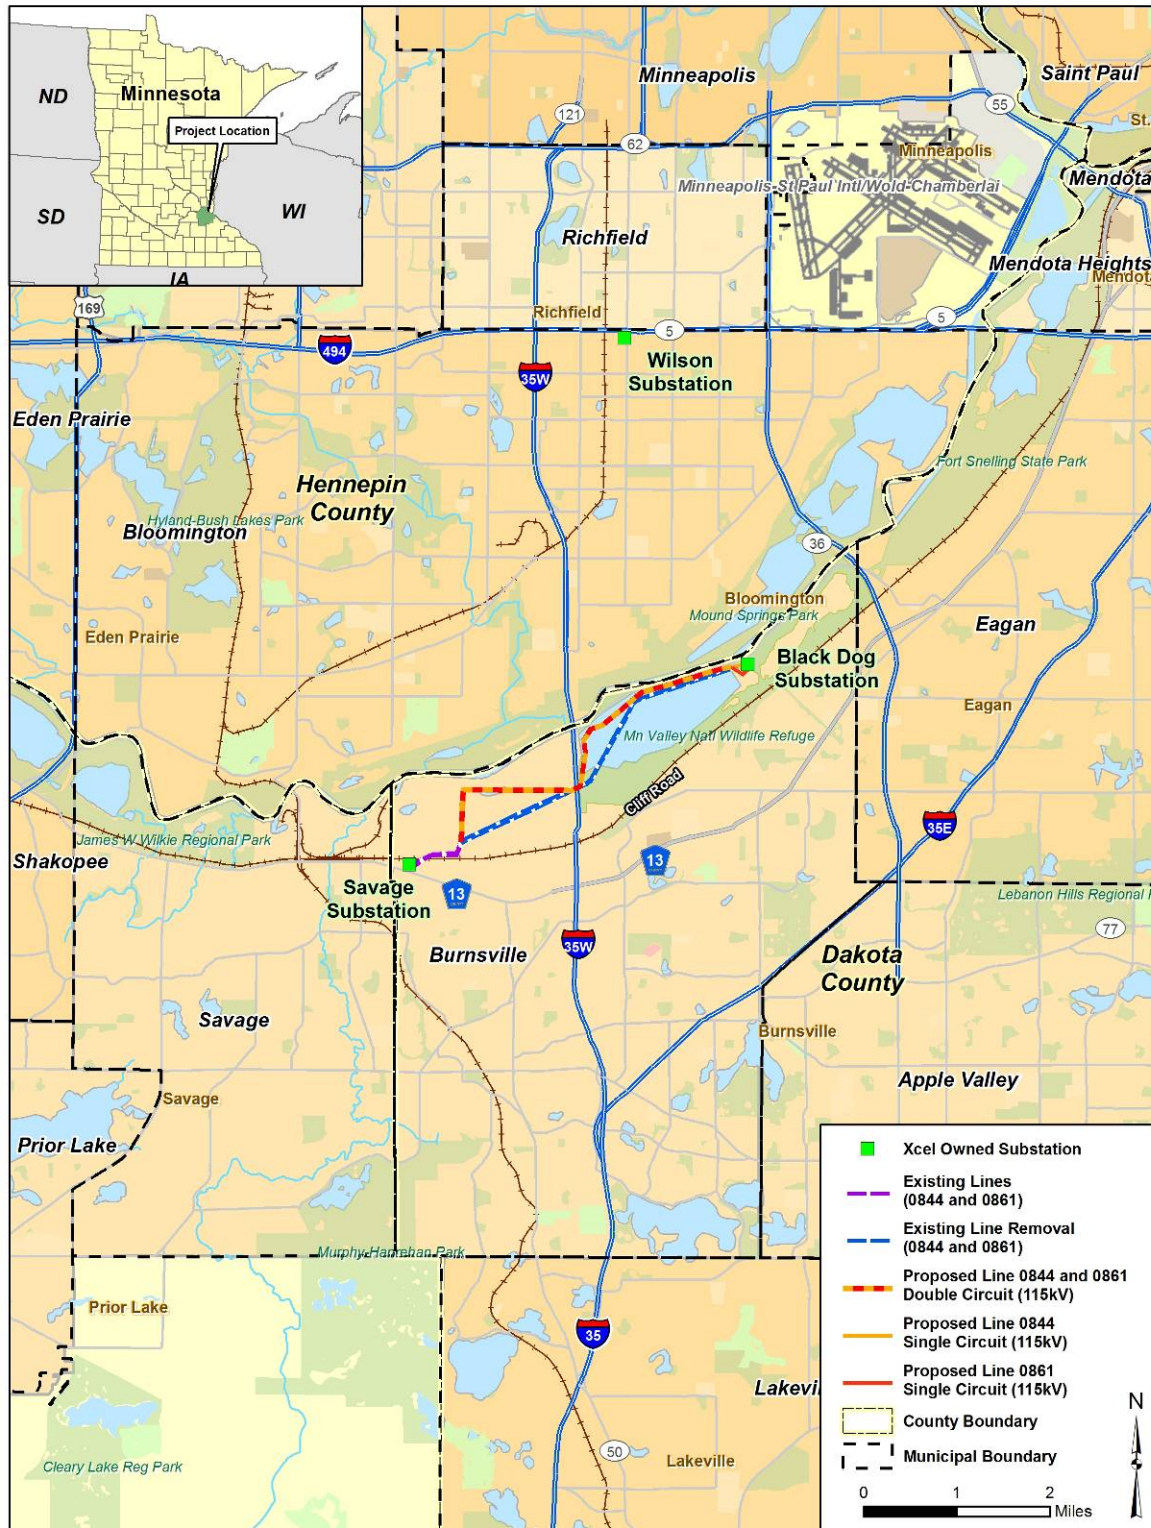 ND
Minnesota
Project Location
SD
WI
IA
Minneapolis
Saint Paul
121
62
55
St.
Minneapolis
Minneapolis-St Paul Intl/Wold-Chamberlai
Mendota
Richfield
Mendota Heights
Mendota
169
Richfield
5
5
494
Wilson
Substation
35W
Eden Prairie
Fort Snelling State Park
Hennepin
County
Hyland-Bush Lakes Park
Bloomington
36
Bloomington
Mound Springs Park
Eagan
Eden Prairie
Black Dog
Substation
Eagan
Mn Valley Natl Wildlife Refuge
Cliff Road
James W Wilkie Regional Park
35E
Shakopee
13
Savage
Substation
13
Lebanon Hills Regional
77
35W
Burnsville
Dakota
County
Savage
Burnsville
Apple Valley
Savage
Prior Lake
Murphy-Hanrehan Park
Prior Lake
35
Lakevil
50
Lakeville
Cleary Lake Reg Park
Xcel Owned Substation
Existing Lines
(0844 and 0861)
Existing Line Removal
(0844 and 0861)
Proposed Line 0844 and 0861
Double Circuit (115kV)
Proposed Line 0844
Single Circuit (115kV)
Proposed Line 0861
Single Circuit (115kV)
County Boundary
Municipal Boundary
N
0 1 2
Miles